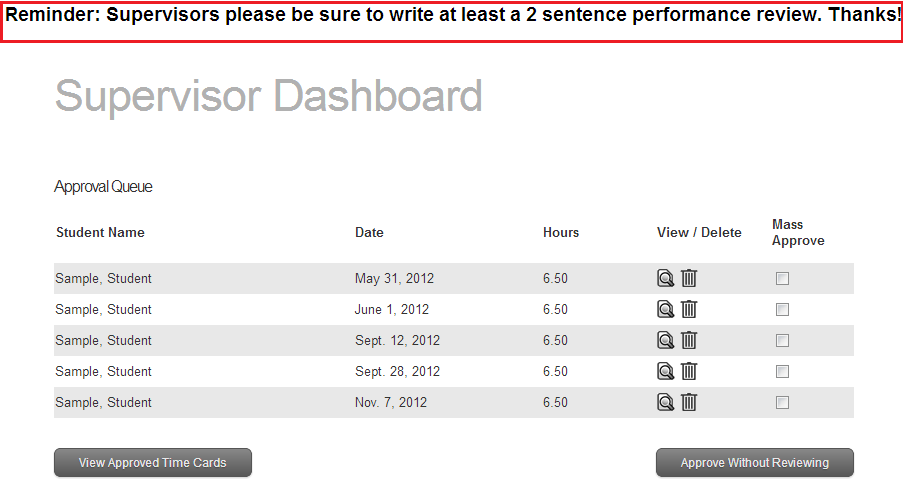 Reminder: Supervisors please be sure to write at least a 2 sentence performance review. Thanks!
Supervisor Dashboard
Approval Queue
Student Name Date Hours View / Delete Mass Approve
Sample, Student May 31, 2012 6.50
Sample, Student June 1, 2012 6.50
Sample, Student Sept. 12, 2012 6.50
Sample, Student Sept. 28, 2012 6.50
Sample, Student Nov. 7, 2012 6.50
View Approved Time Cards Approve Without Reviewing